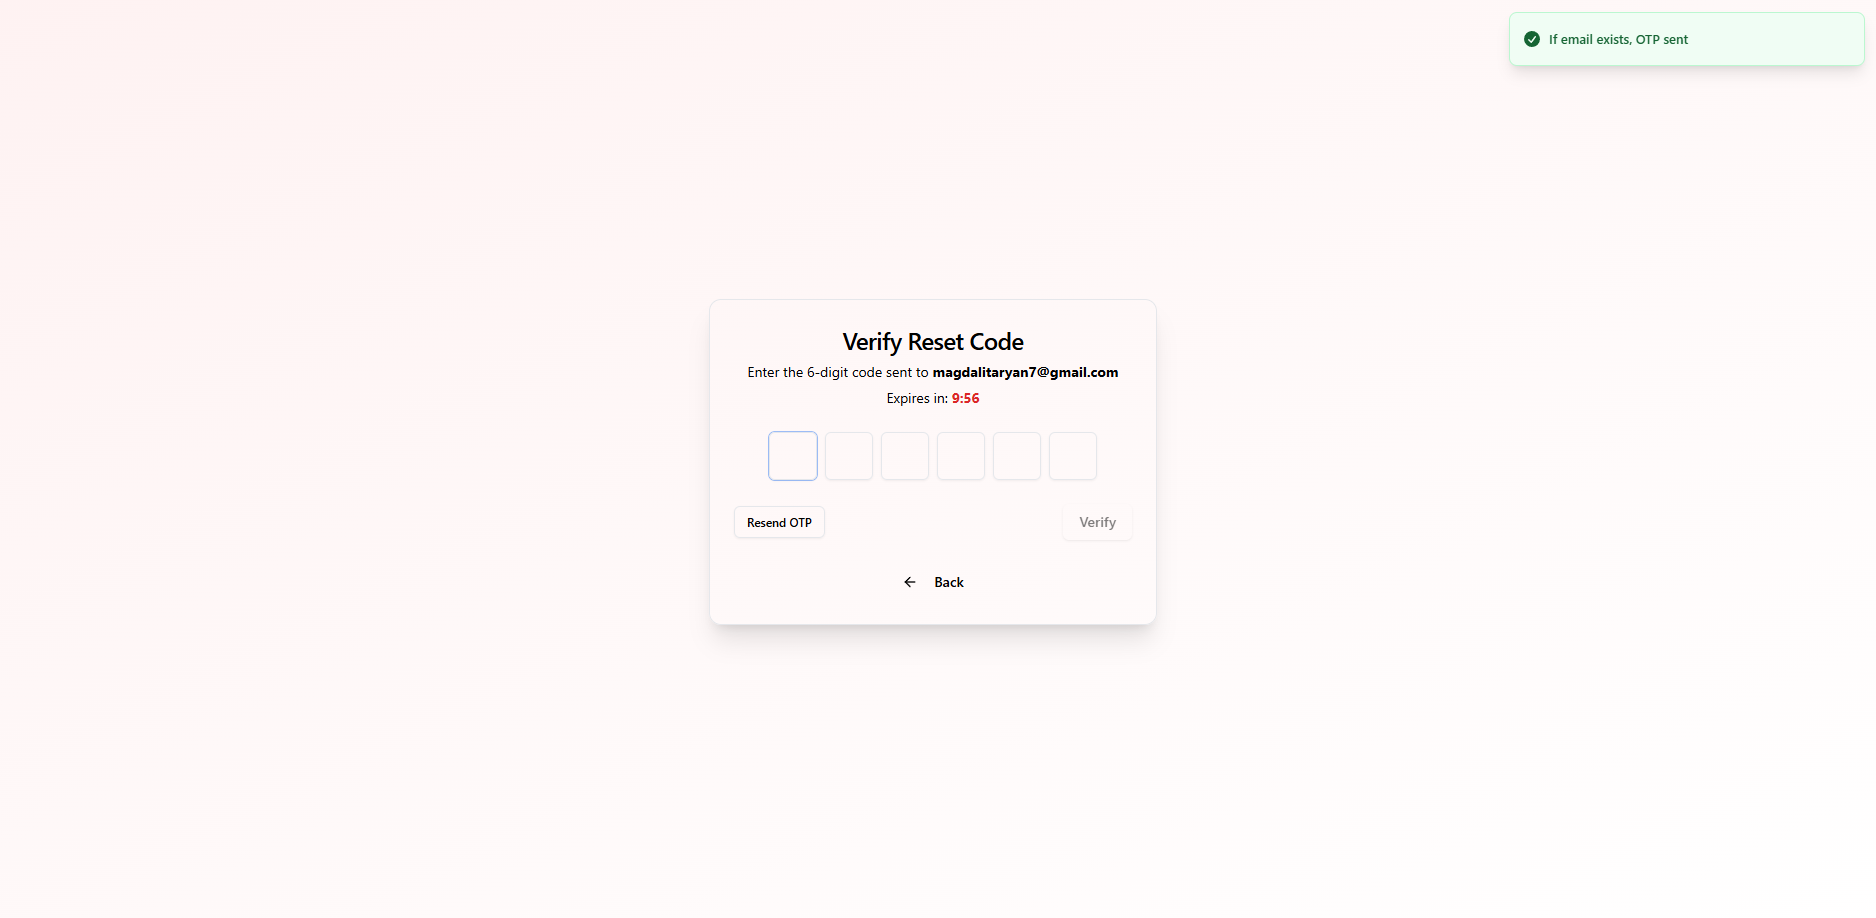 If email exists, OTP sent
Verify Reset Code
Enter the 6-digit code sent to magdalitaryan7@gmail.com
Expires in: 9:56
Resend OTP
Verify
Back